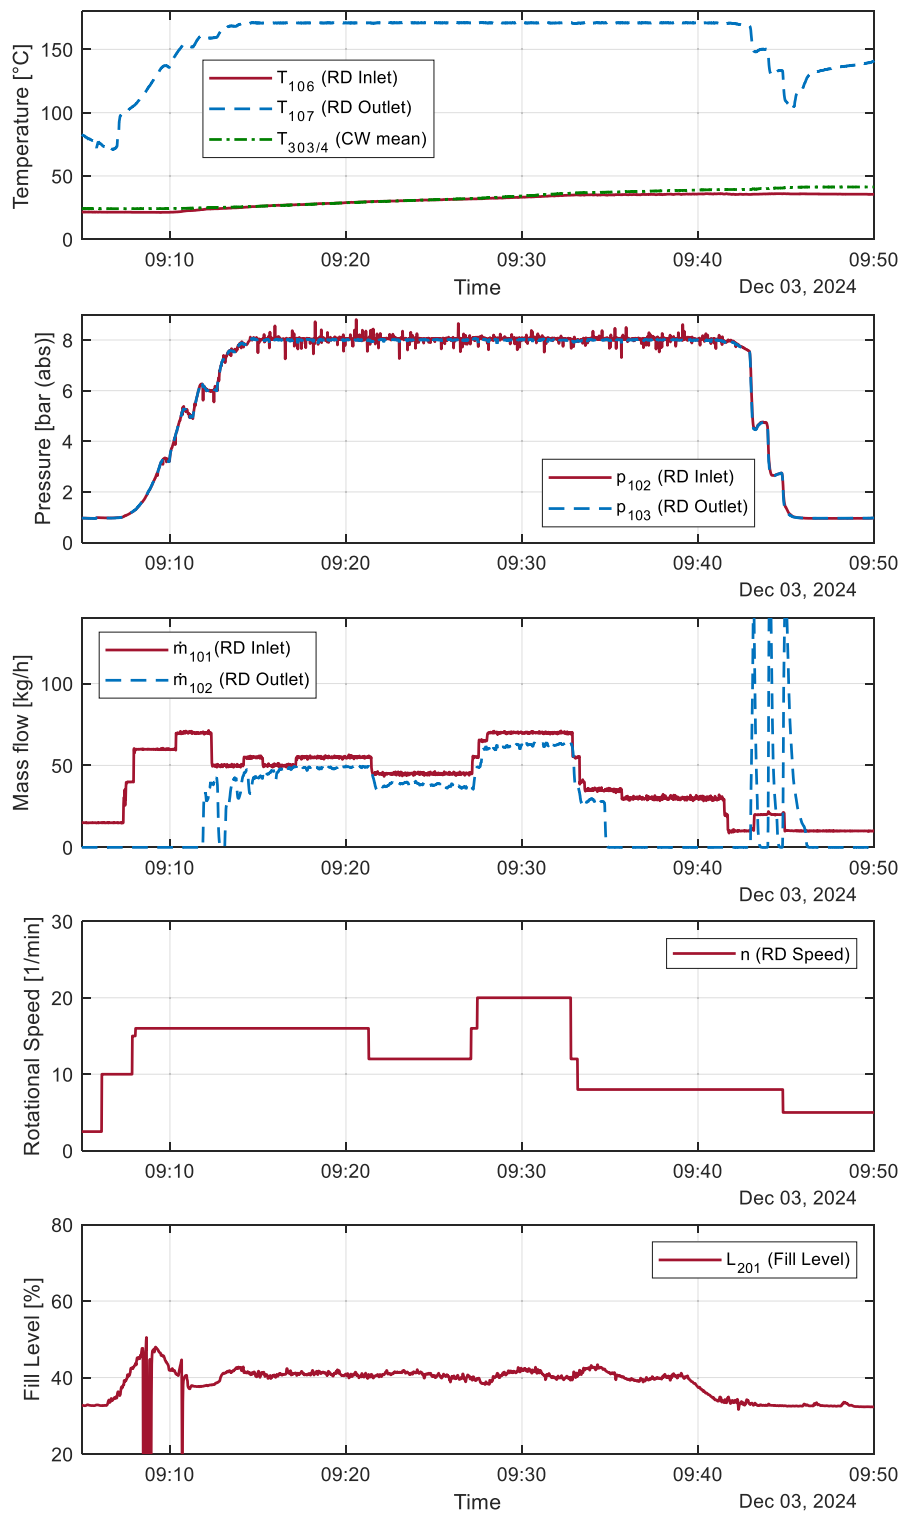 Temperature [°C]
150
100
50
0
T106 (RD Inlet)
T107 (RD Outlet)
T303/4 (CW mean)
09:10 09:20 09:30 09:40 09:50
Time
Dec 03, 2024
Pressure [bar (abs)]
8
6
4
2
0
p102 (RD Inlet)
p103 (RD Outlet)
09:10 09:20 09:30 09:40 09:50
Dec 03, 2024
Mass flow [kg/h]
100
50
0
ṁ101(RD Inlet)
ṁ102 (RD Outlet)
09:10 09:20 09:30 09:40 09:50
Dec 03, 2024
Rotational Speed [1/min]
30
20
10
0
n (RD Speed)
09:10 09:20 09:30 09:40 09:50
Dec 03, 2024
Fill Level [%]
80
60
40
20
L201 (Fill Level)
09:10 09:20 09:30 09:40 09:50
Time
Dec 03, 2024